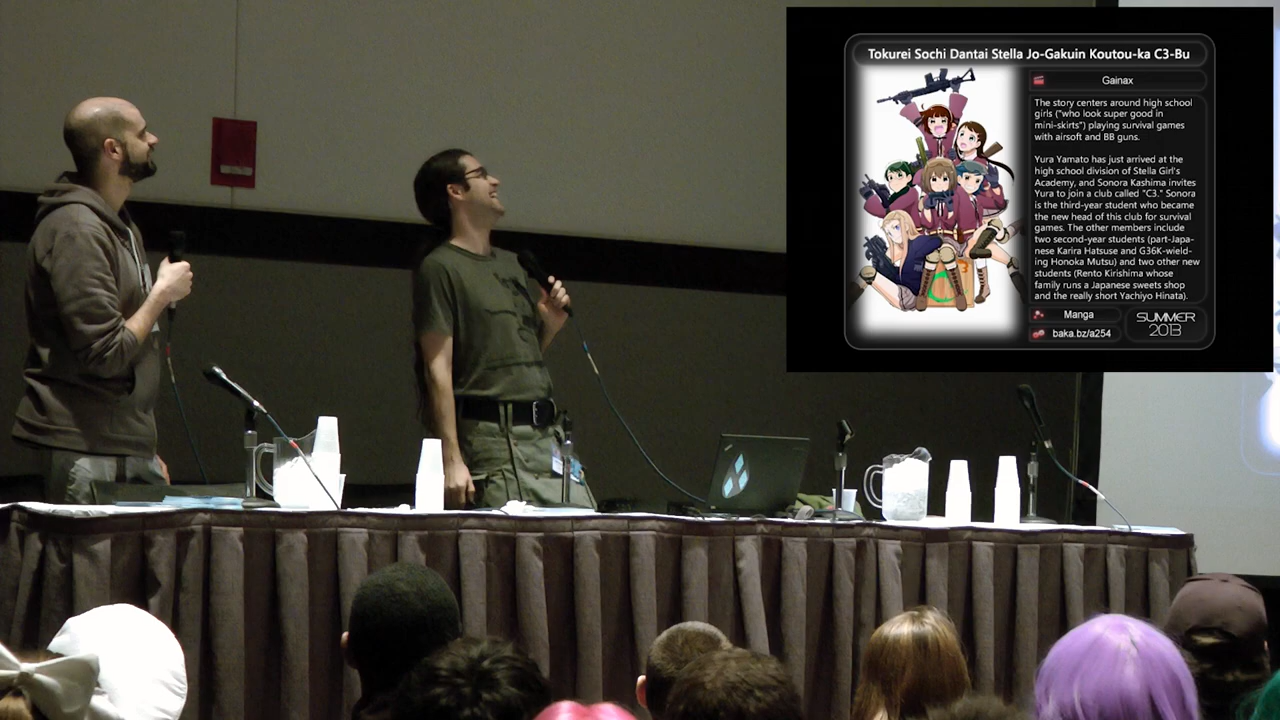 Tokurei Sochi Dantai Stella Jo-Gakuin Koutou-ka C3-Bu
Gainax
The story centers around high school
girls ("who look super good in
mini-skirts") playing survival games
with airsoft and BB guns.
Yura Yamato has just arrived at the
high school division of Stella Girl's
Academy, and Sonora Kashima invites
Yura to join a club called "C3." Sonora
is the third-year student who became
the new head of this club for survival
games. The other members include
two second-year students (part-Japa-
nese Karira Hatsuse and G36K-wield-
ing Honoka Mutsu) and two other new
students (Rento Kirishima whose
family runs a Japanese sweets shop
and the really short Yachiyo Hinata).
Manga
baka.bz/a254
SUMMER
2013